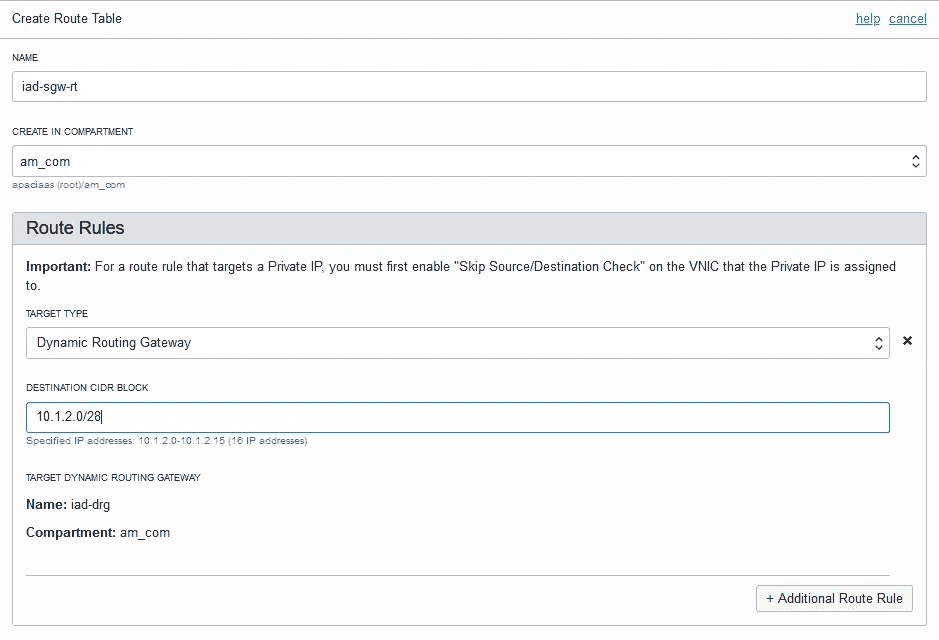 Create Route Table
help cancel
NAME
iad-sgw-rt
CREATE IN COMPARTMENT
am_com
apaciaas (root)/am_com
Route Rules
Important: For a route rule that targets a Private IP, you must first enable "Skip Source/Destination Check" on the VNIC that the Private IP is assigned
to.
TARGET TYPE
Dynamic Routing Gateway
DESTINATION CIDR BLOCK
10.1.2.0/28
Specified IP addresses: 10.1.2.0-10.1.2.15 (16 IP addresses)
TARGET DYNAMIC ROUTING GATEWAY
Name: iad-drg
Compartment: am_com
+ Additional Route Rule